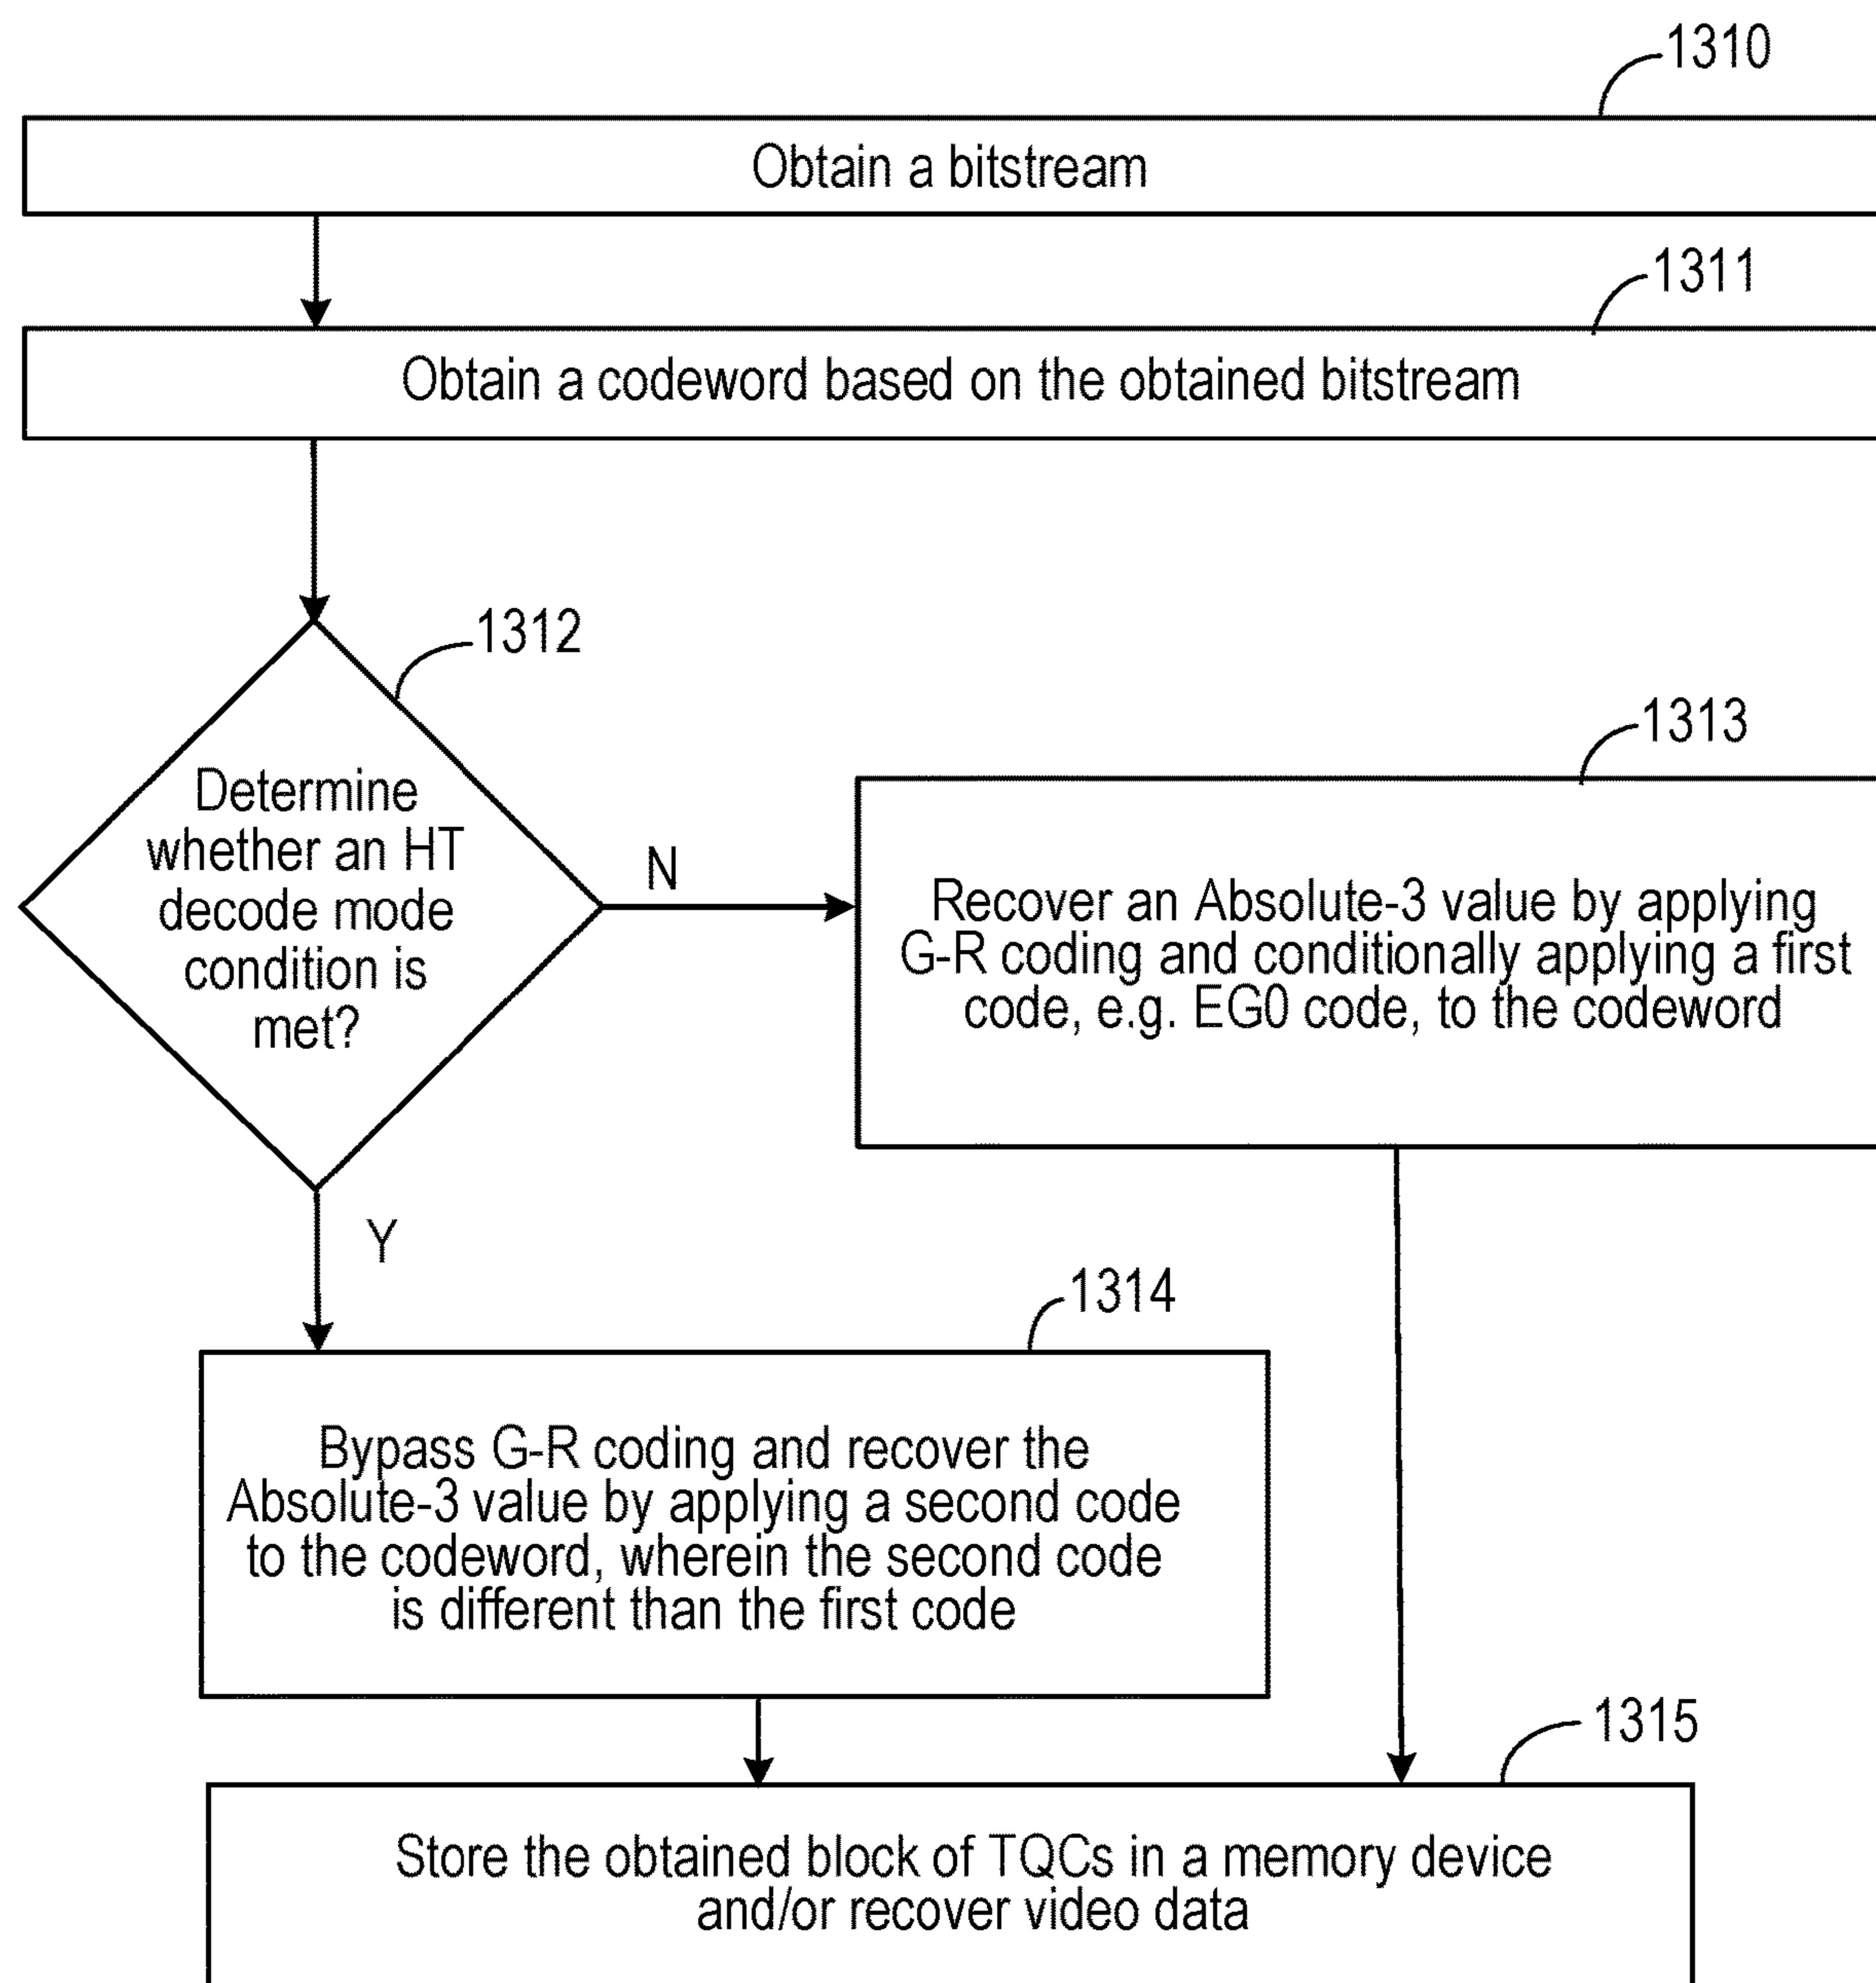 1310
Obtain a bitstream
1311
Obtain a codeword based on the obtained bitstream
1312
Determine
whether an HT
decode mode
condition is
met?
N
1313
Recover an Absolute-3 value by applying
G-R coding and conditionally applying a first
code, e.g. EG0 code, to the codeword
Y
1314
Bypass G-R coding and recover the
Absolute-3 value by applying a second code
to the codeword, wherein the second code
is different than the first code
1315
Store the obtained block of TQCs in a memory device
and/or recover video data